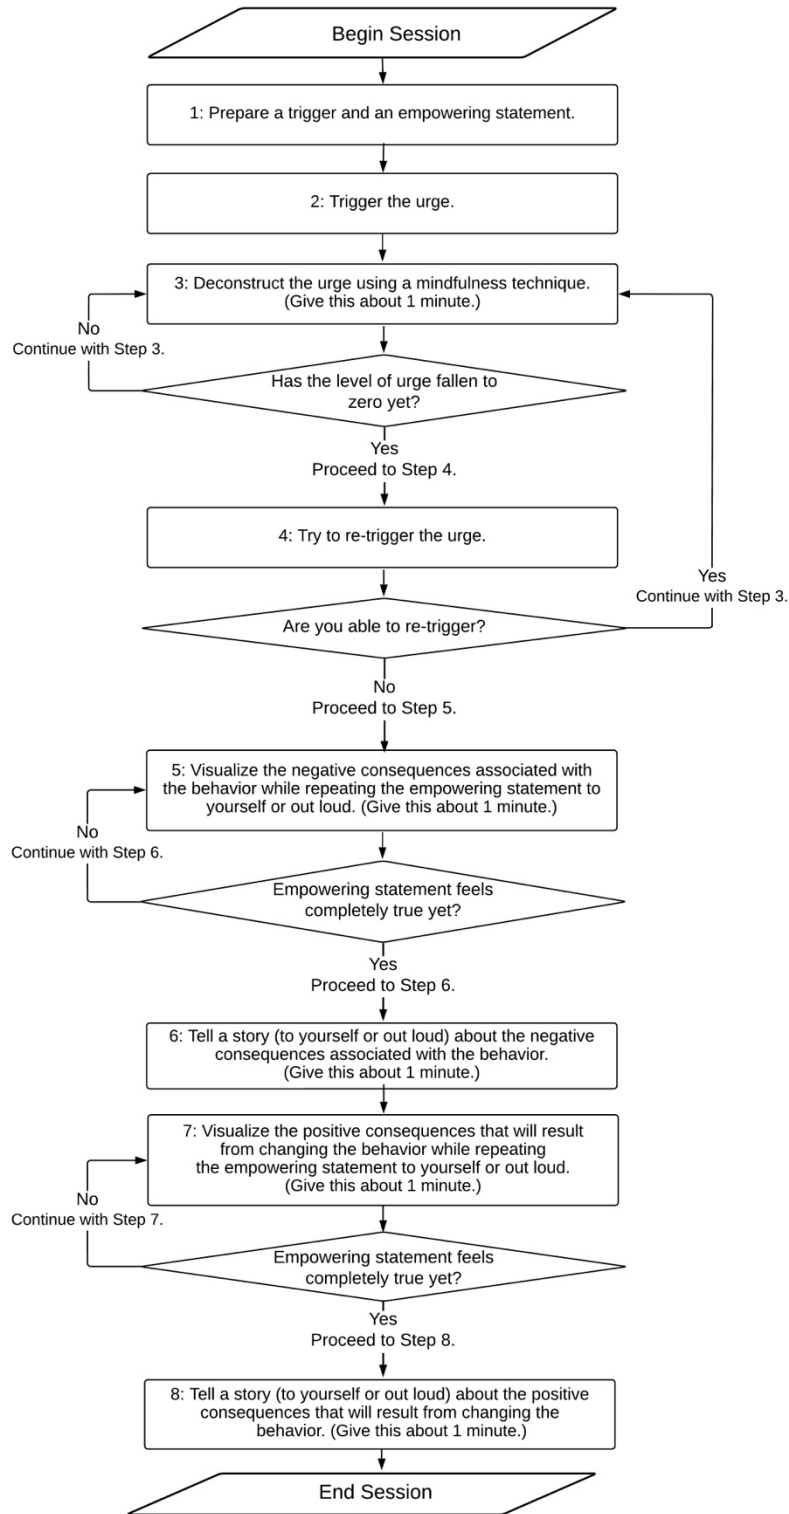 Begin Session
1: Prepare a trigger and an empowering statement.
2: Trigger the urge.
3: Deconstruct the urge using a mindfulness technique.
(Give this about 1 minute.)
No
Continue with Step 3.
Has the level of urge fallen to
zero yet?
Yes
Proceed to Step 4.
4: Try to re-trigger the urge.
Yes
Continue with Step 3.
Are you able to re-trigger?
No
Proceed to Step 5.
5: Visualize the negative consequences associated with
the behavior while repeating the empowering statement to
yourself or out loud. (Give this about 1 minute.)
No
Continue with Step 6.
Empowering statement feels
completely true yet?
Yes
Proceed to Step 6.
6: Tell a story (to yourself or out loud) about the negative
consequences associated with the behavior.
(Give this about 1 minute.)
7: Visualize the positive consequences that will result
from changing the behavior while repeating
the empowering statement to yourself or out loud.
(Give this about 1 minute.)
No
Continue with Step 7.
Empowering statement feels
completely true yet?
Yes
Proceed to Step 8.
8: Tell a story (to yourself or out loud) about the positive
consequences that will result from changing the
behavior. (Give this about 1 minute.)
End Session